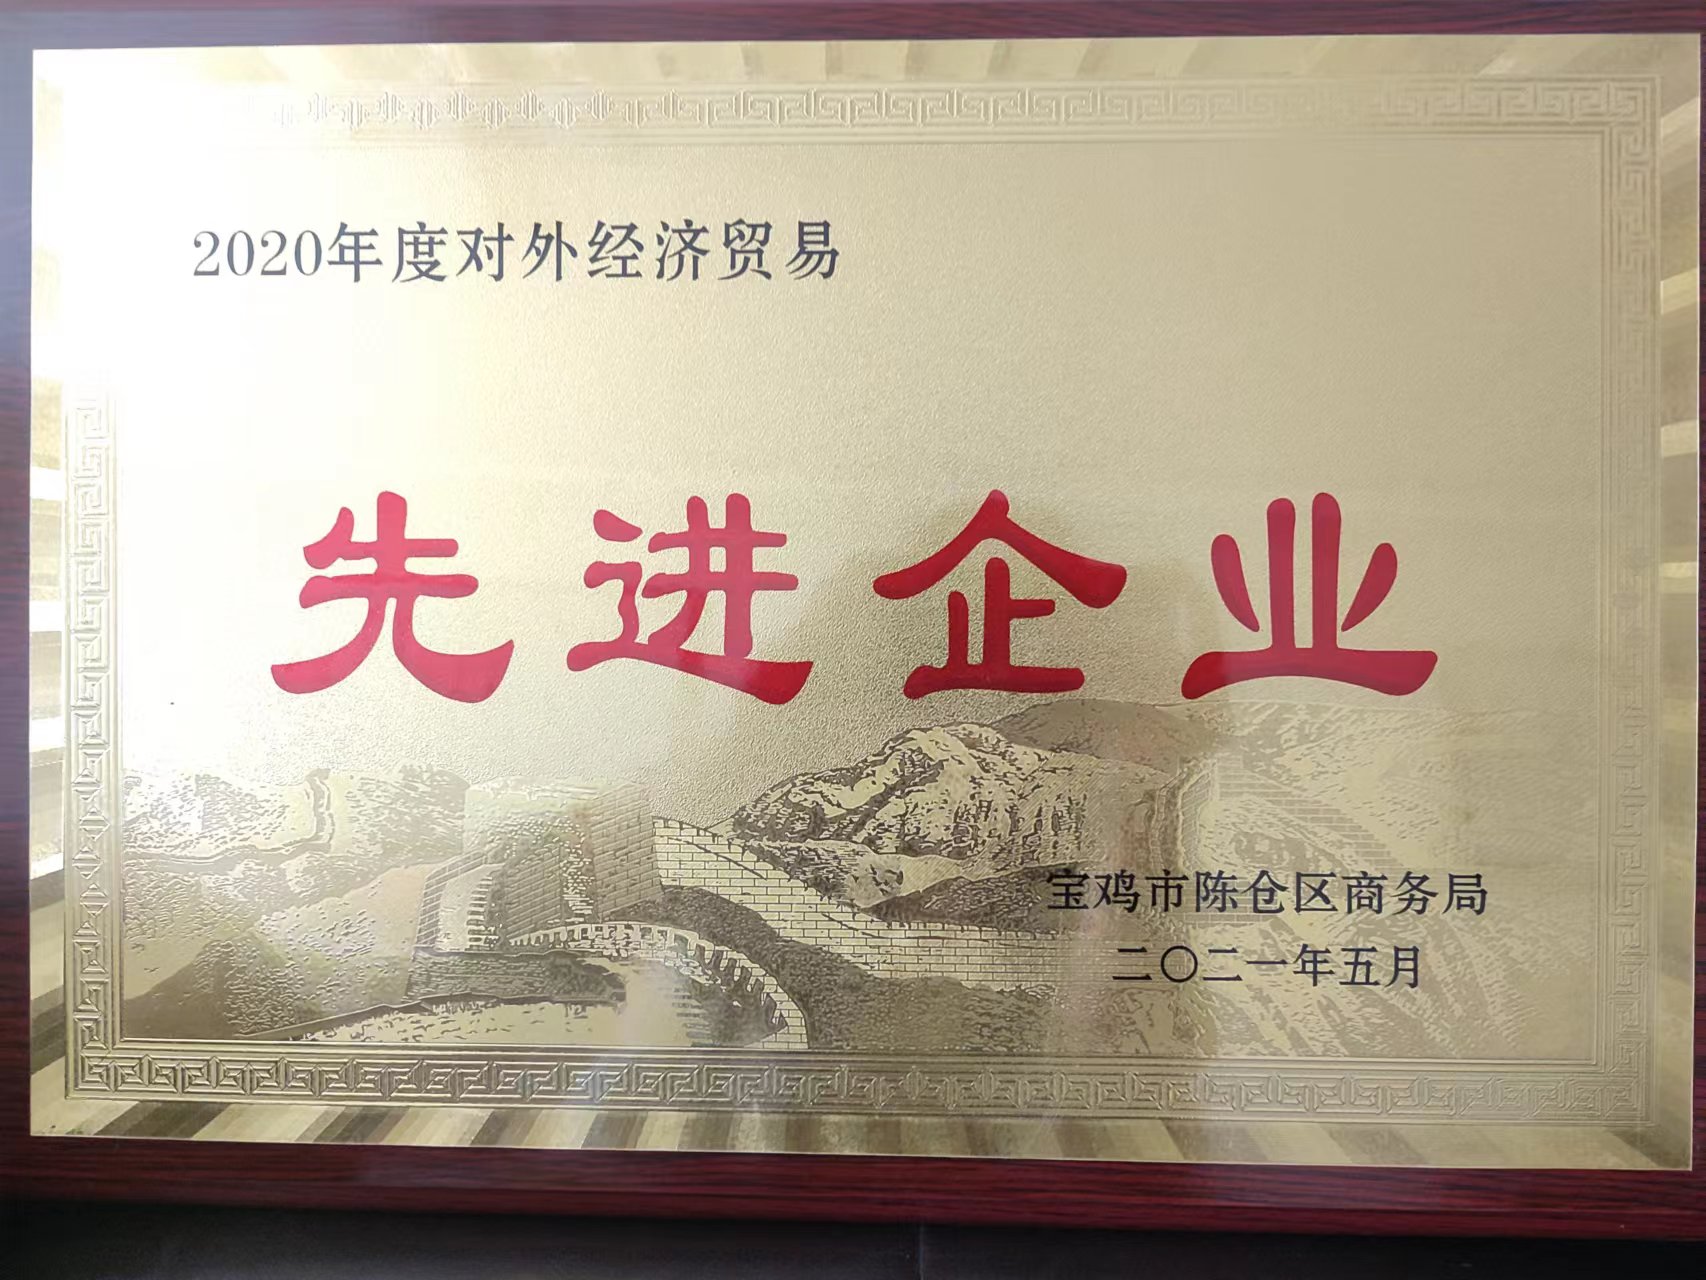 2020年度对外经济贸易
先进企业
宝鸡市陈仓区商务局
二〇二一年五月